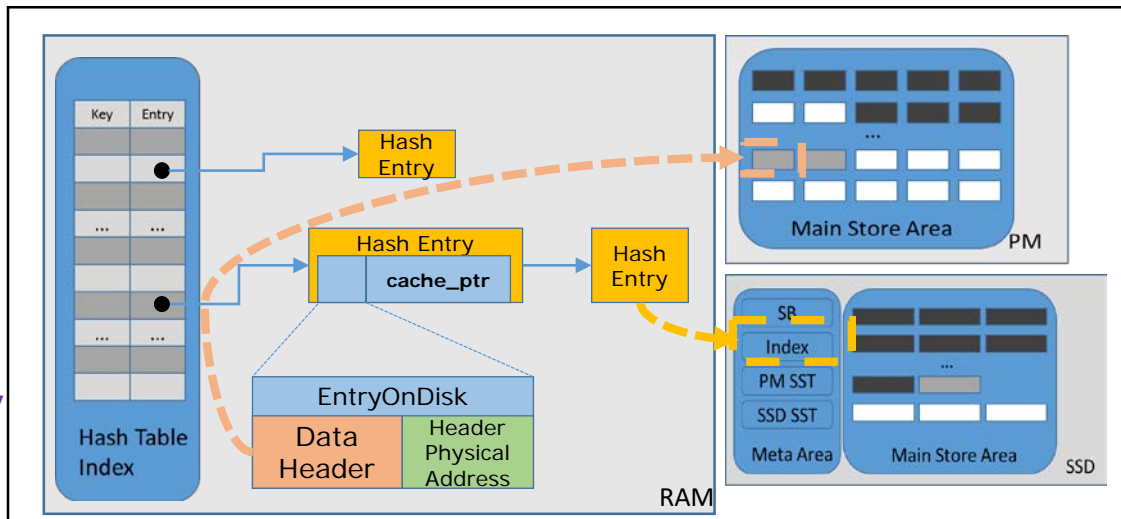 Key Entry
... ...
... ...
Hash Table
Index
Hash
Entry
Hash Entry
cache_ptr
Hash
Entry
EntryOnDisk
Data
Header
Header
Physical
Address
RAM
...
Main Store Area
PM
SB
Index
PM SST
SSD SST
Meta Area
...
Main Store Area
SSD